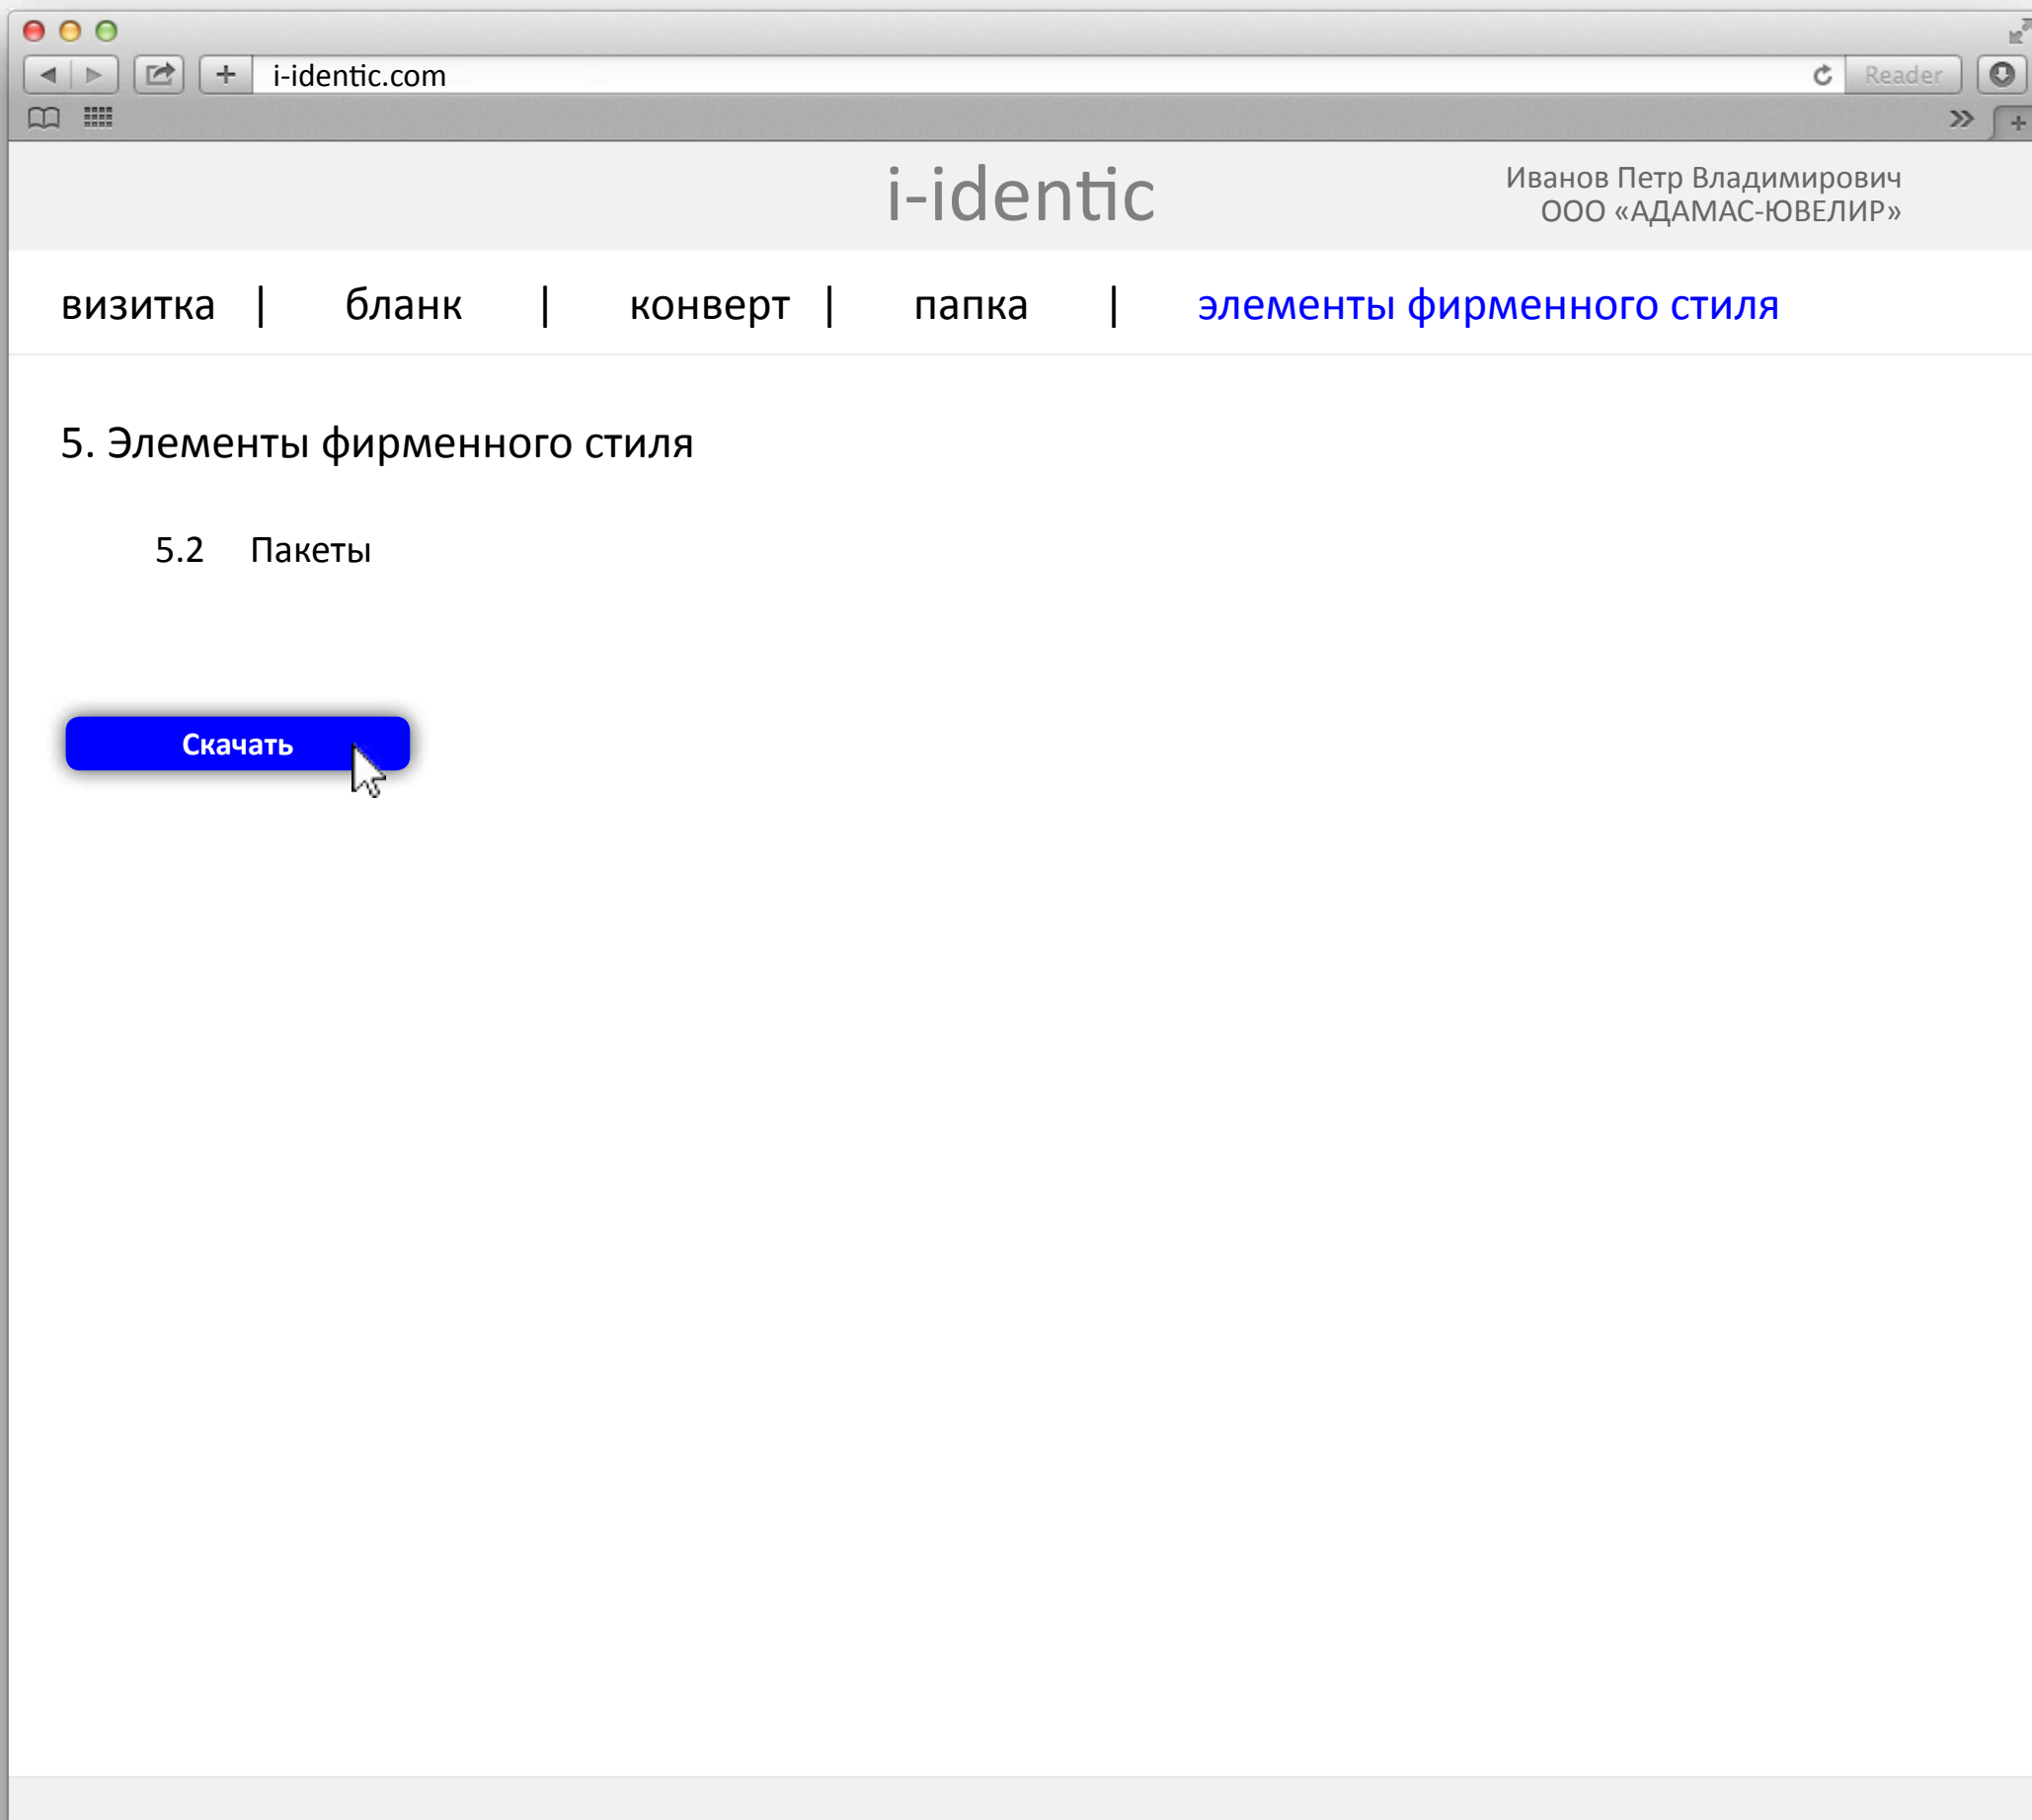 i-identic.com
Reader
i-identic
Иванов Петр Владимирович
ООО «АДАМАС-ЮВЕЛИР»
визитка | бланк | конверт | папка | элементы фирменного стиля
5. Элементы фирменного стиля
5.2 Пакеты
Скачать